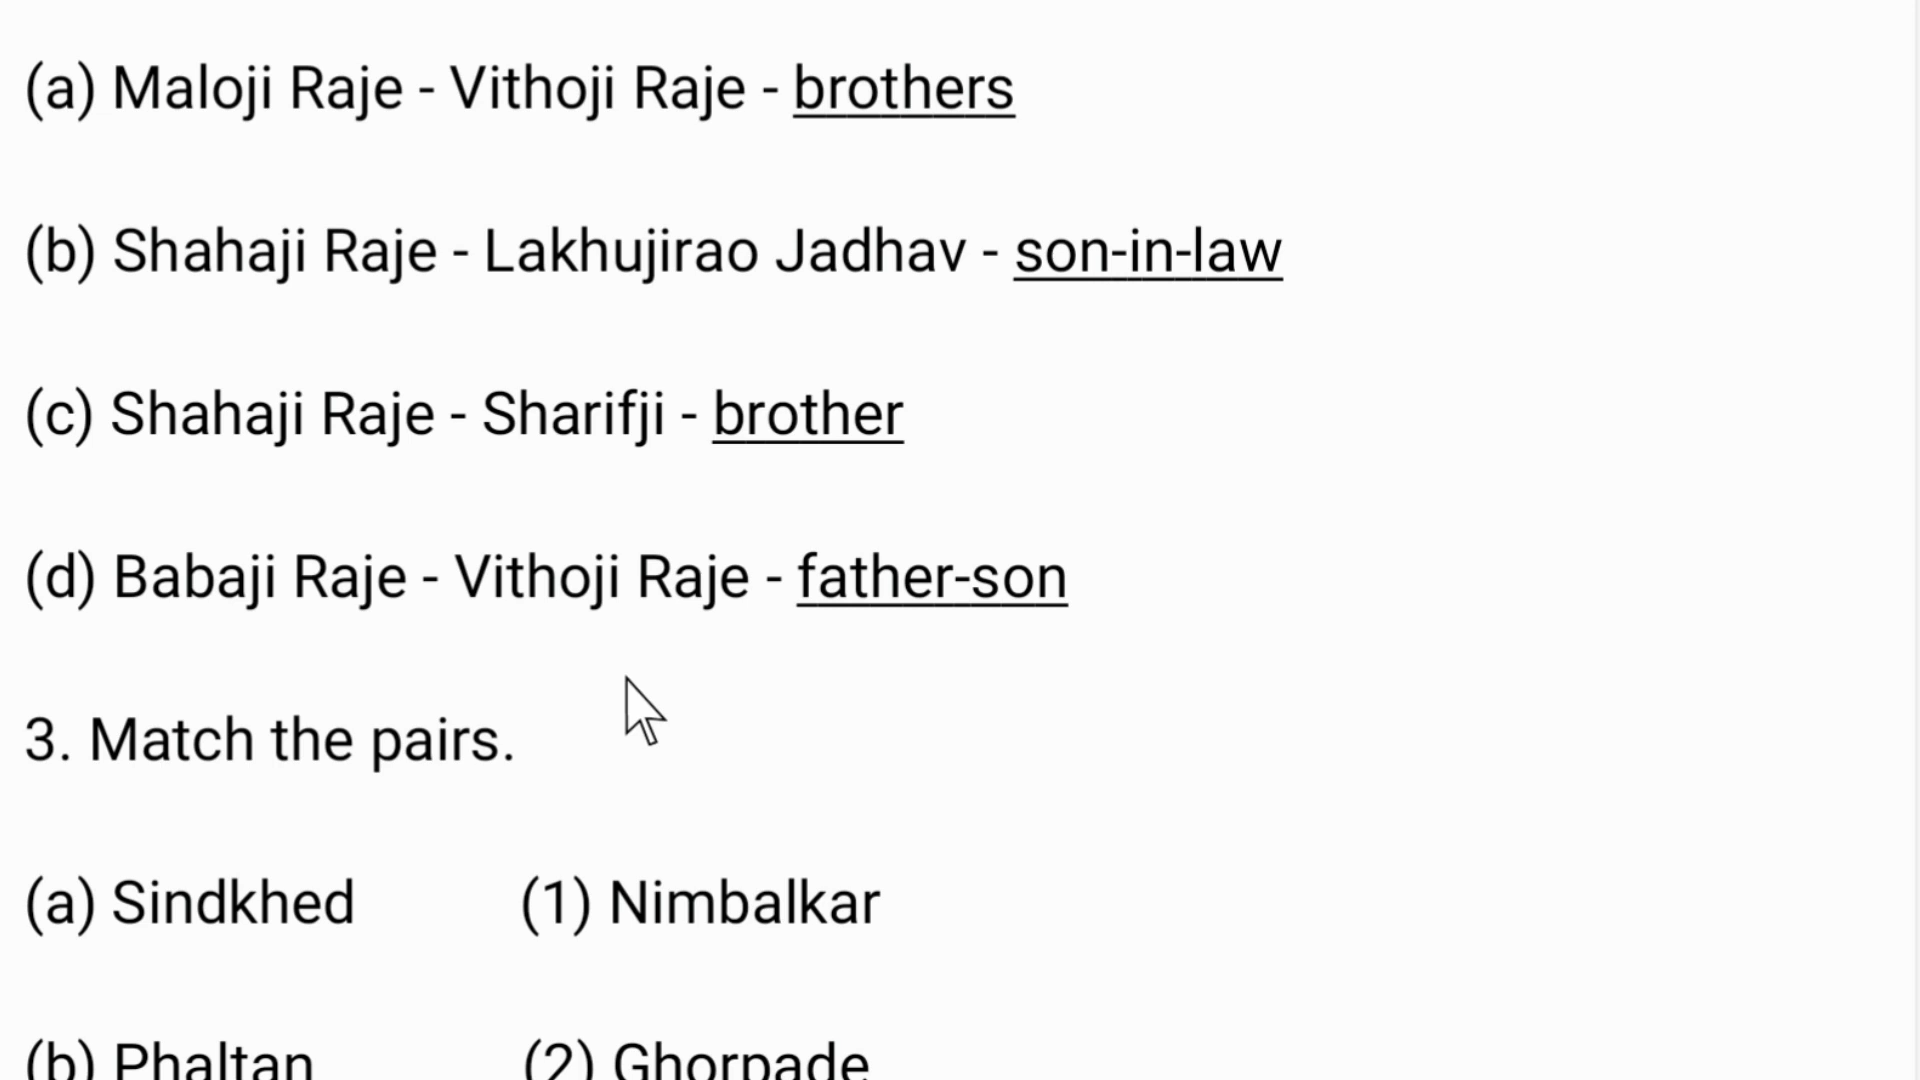 (a) Maloji Raje - Vithoji Raje - brothers
(b) Shahaji Raje - Lakhujirao Jadhav - son-in-law
(c) Shahaji Raje - Sharifji - brother
(d) Babaji Raje - Vithoji Raje - father-son
3. Match the pairs.
(a) Sindkhed (1) Nimbalkar
(b) Phaltan (2) Ghorpade